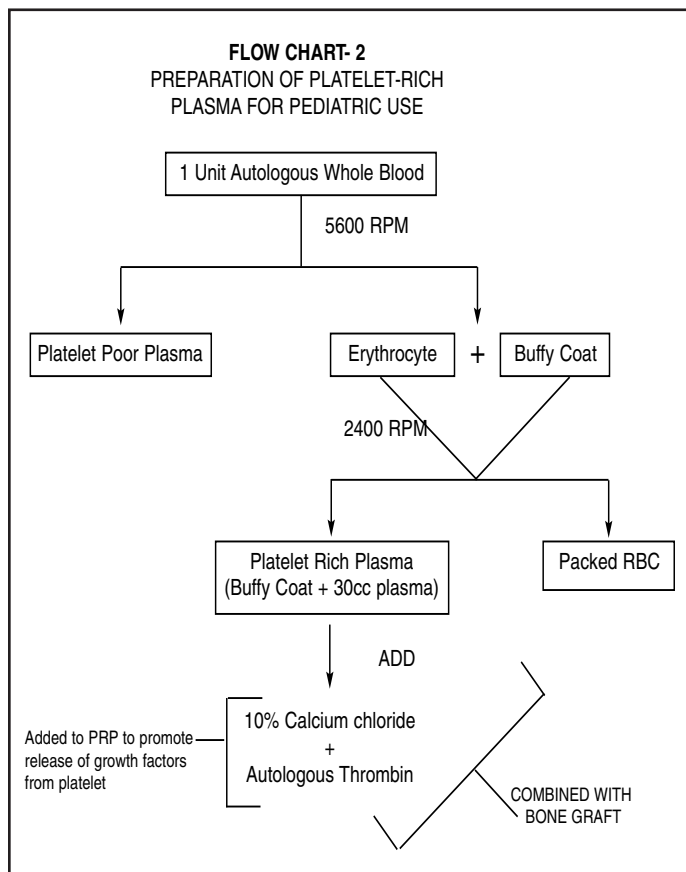 FLOW CHART- 2
PREPARATION OF PLATELET-RICH
PLASMA FOR PEDIATRIC USE
1 Unit Autologous Whole Blood
5600 RPM
Platelet Poor Plasma
Erythrocyte
+
Buffy Coat
2400 RPM
Platelet Rich Plasma
(Buffy Coat + 30cc plasma)
Packed RBC
ADD
10% Calcium chloride
+
Autologous Thrombin
Added to PRP to promote
release of growth factors
from platelet
COMBINED WITH
BONE GRAFT